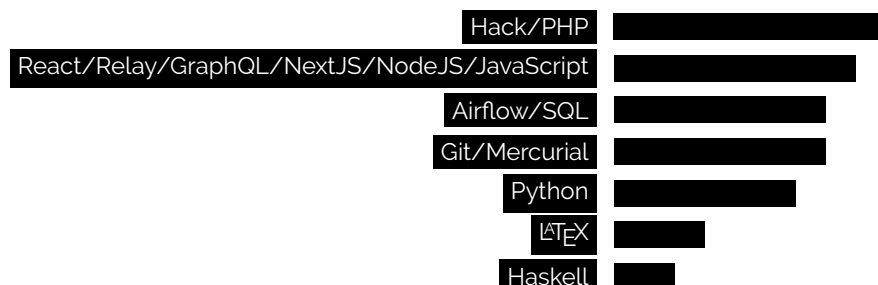 Hack/PHP
React/Relay/GraphQL/NextJS/NodeJS/JavaScript
Airflow/SQL
Git/Mercurial
Python
LATEX
Haskell